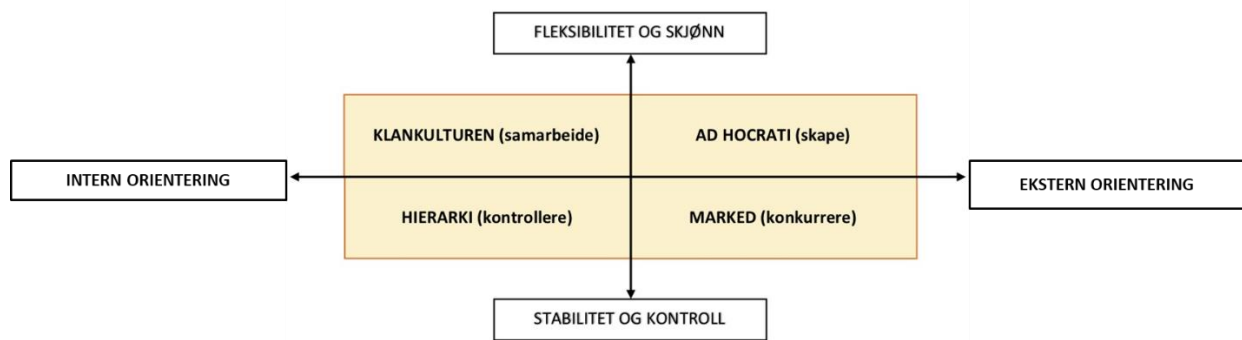 FLEKSIBILITET OG SKJØNN
KLANKULTUREN (samarbeide)
AD HOCRATI (skape)
INTERN ORIENTERING
EKSTERN ORIENTERING
HIERARKI (kontrollere)
MARKED (konkurrere)
STABILITET OG KONTROLL